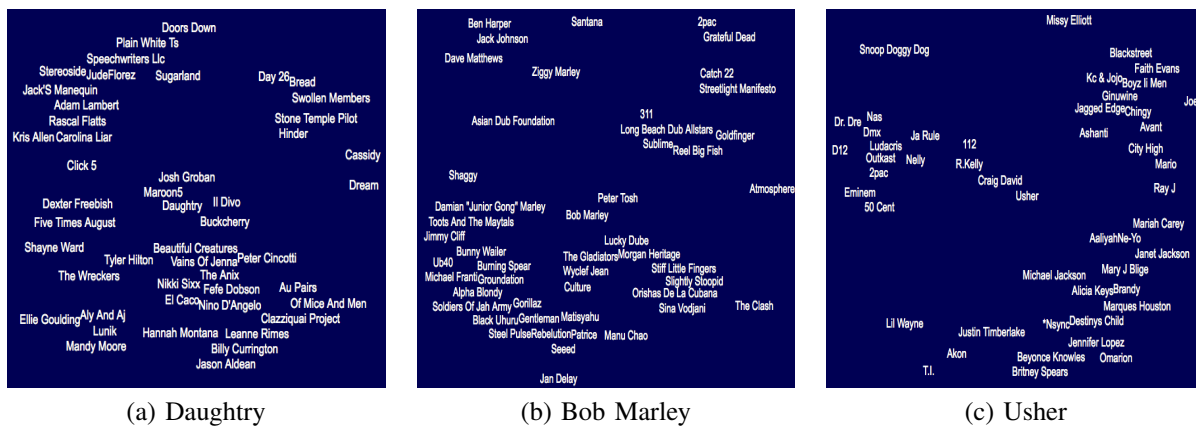 Doors Down
Plain White Ts
Speechwriters Llc
Stereoside
JudeFlorez
Sugarland
Day 26
Bread
Jack'S Manequin
Swollen Members
Adam Lambert
Rascal Flatts
Stone Temple Pilot
Kris Allen
Carolina Liar
Hinder
Cassidy
Click 5
Josh Groban
Dream
Maroon5
Dexter Freebish
Daughtry
Il Divo
Five Times August
Buckcherry
Shayne Ward
Beautiful Creatures
Tyler Hilton
Vains Of Jenna
Peter Cincotti
The Wreckers
The Anix
Nikki Sixx
Fefe Dobson
Au Pairs
El Caco
Nino D'Angelo
Of Mice And Men
Ellie Goulding
Aly And Aj
Clazziquai Project
Lunik
Hannah Montana
Leanne Rimes
Mandy Moore
Billy Currington
Jason Aldean
(a) Daughtry
Ben Harper
Santana
2pac
Jack Johnson
Grateful Dead
Dave Matthews
Ziggy Marley
Catch 22
Streetlight Manifesto
311
Asian Dub Foundation
Long Beach Dub Allstars
Goldfinger
Sublime
Reel Big Fish
Shaggy
Atmosphere
Peter Tosh
Damian "Junior Gong" Marley
Bob Marley
Toots And The Maytals
Jimmy Cliff
Lucky Dube
Bunny Wailer
The Gladiators
Morgan Heritage
Ub40
Burning Spear
Wyclef Jean
Stiff Little Fingers
Michael Franti
Groundation
Slightly Stoopid
Culture
Alpha Blondy
Orishas De La Cubana
Soldiers Of Jah Army
Gorillaz
The Clash
Sina Vodjani
Black Uhuru
Gentleman
Matisyahu
Steel Pulse
Rebelution
Patrice
Manu Chao
Seeed
Jan Delay
(b) Bob Marley
Missy Elliott
Snoop Doggy Dog
Blackstreet
Faith Evans
Kc & Jojo
Boyz Ii Men
Ginuwine
Joe
Jagged Edge
Chingy
Nas
Dr. Dre
Avant
Dmx
Ja Rule
Ashanti
Ludacris
112
D12
City High
Outkast
Nelly
R.Kelly
Mario
2pac
Craig David
Eminem
Usher
Ray J
50 Cent
Mariah Carey
Aaliyah
Ne-Yo
Janet Jackson
Michael Jackson
Mary J Blige
Alicia Keys
Brandy
Marques Houston
Lil Wayne
*Nsync
Destinys Child
Justin Timberlake
Jennifer Lopez
Akon
Beyonce Knowles
Omarion
T.I.
Britney Spears
(c) Usher